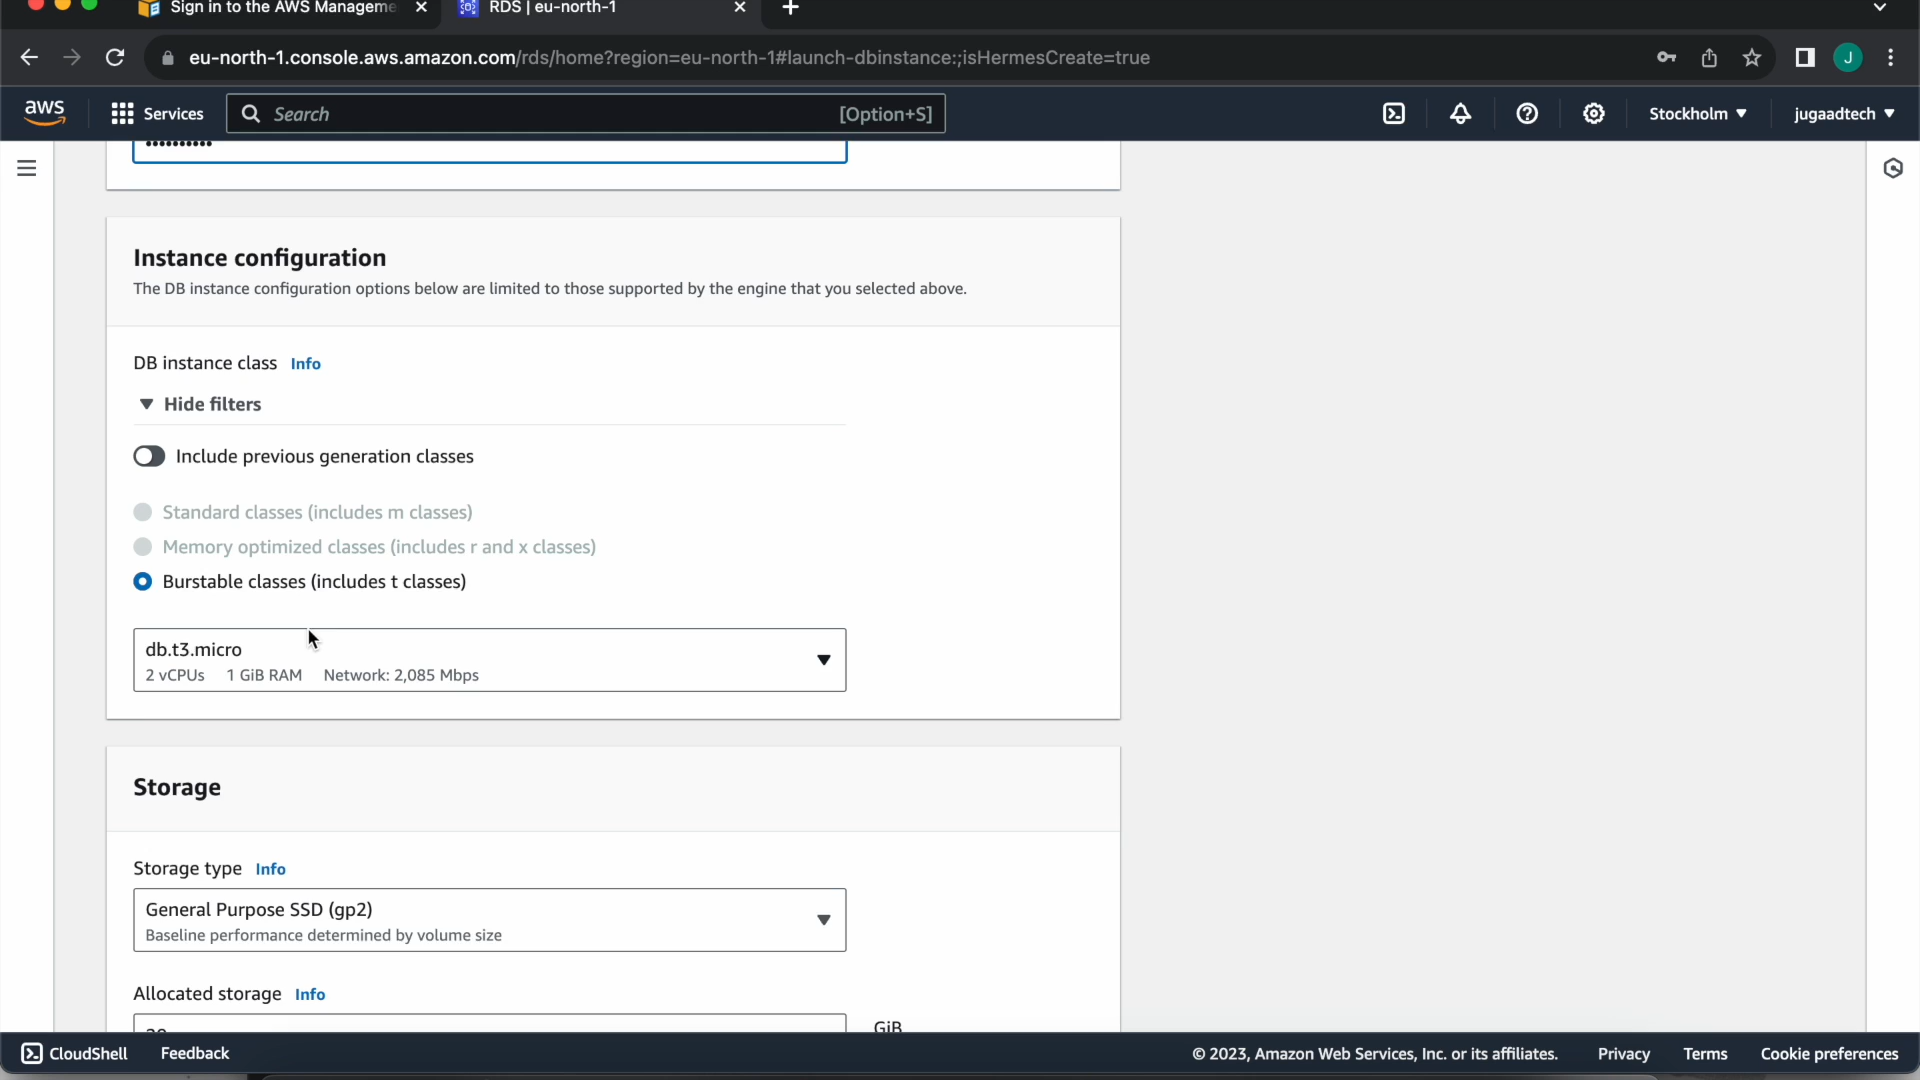 Sign in to the AWS Manageme
RDS | eu-north-1
eu-north-1.console.aws.amazon.com/rds/home?region=eu-north-1#launch-dbinstance:;isHermesCreate=true
J
aws
Services
Search
[Option+S]
Stockholm
jugaadtech
••••••••••
Instance configuration
The DB instance configuration options below are limited to those supported by the engine that you selected above.
DB instance class Info
Hide filters
Include previous generation classes
Standard classes (includes m classes)
Memory optimized classes (includes r and x classes)
Burstable classes (includes t classes)
db.t3.micro
2 vCPUs 1 GiB RAM Network: 2,085 Mbps
Storage
Storage type Info
General Purpose SSD (gp2)
Baseline performance determined by volume size
Allocated storage Info
GiB
CloudShell
Feedback
© 2023, Amazon Web Services, Inc. or its affiliates.
Privacy
Terms
Cookie preferences